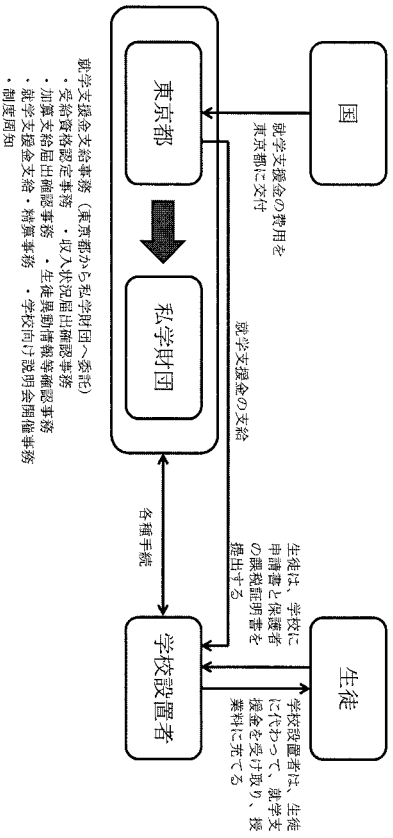 国
生徒
就学支援金の費用を
東京都に交付
生徒は、学校に
申請書と保護者
の課税証明書を
提出する
学校設置者は、生徒
に代わって、就学支
援金を受け取り、授
業料に充てる
就学支援金の支給
東京都
私学財団
各種手続
学校設置者
就学支援金支給事務（東京都から私学財団へ委託）
・受給資格認定事務　・収入状況届出確認事務
・加算支給届出確認事務　・生徒異動情報等確認事務
・就学支援金支給・精算事務　・学校向け説明会開催事務
・制度周知